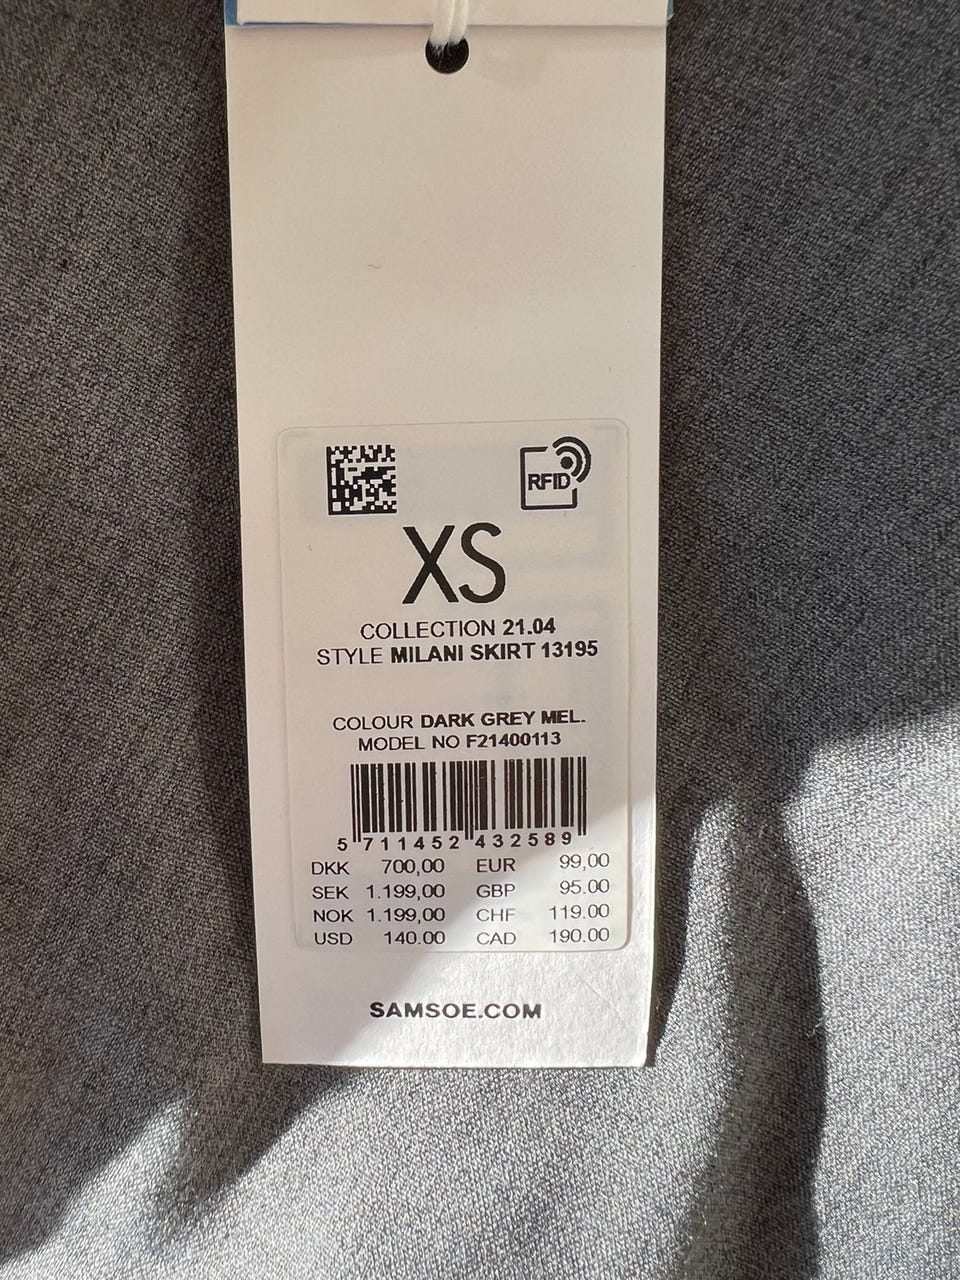 RFID
XS
COLLECTION 21.04
STYLE MILANI SKIRT 13195
COLOUR DARK GREY MEL.
MODEL NO F21400113
5 711452 432589
DKK 700,00 EUR 99,00
SEK 1.199,00 GBP 95.00
NOK 1.199,00 CHF 119.00
USD 140.00 CAD 190.00
SAMSOE.COM